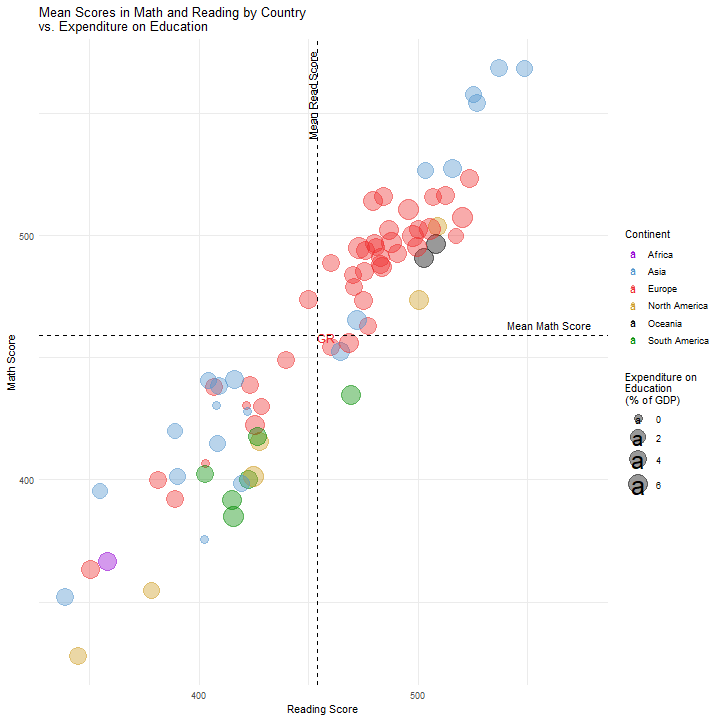 Mean Scores in Math and Reading by Country
vs. Expenditure on Education
Mean Read Score
500
Mean Math Score
GR
Math Score
400
400
500
Reading Score
Continent
a Africa
a Asia
a Europe
a North America
a Oceania
a South America
Expenditure on
Education
(% of GDP)
a 0
a 2
a 4
a 6